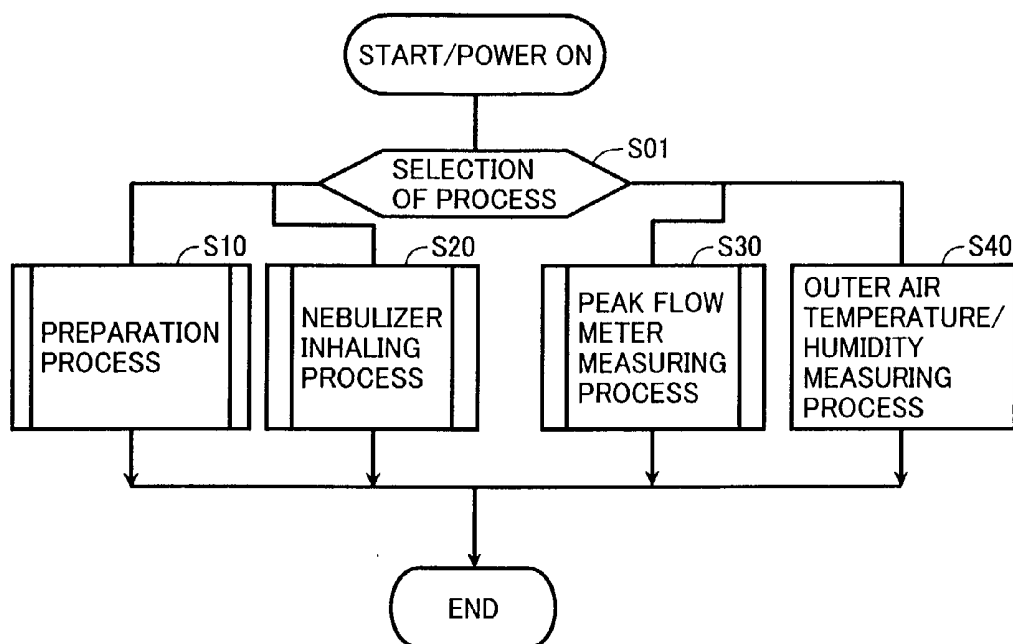 START/POWER ON
S01
SELECTION
OF PROCESS
S10
PREPARATION
PROCESS
S20
NEBULIZER
INHALING
PROCESS
S30
PEAK FLOW
METER
MEASURING
PROCESS
S40
OUTER AIR
TEMPERATURE/
HUMIDITY
MEASURING
PROCESS
END